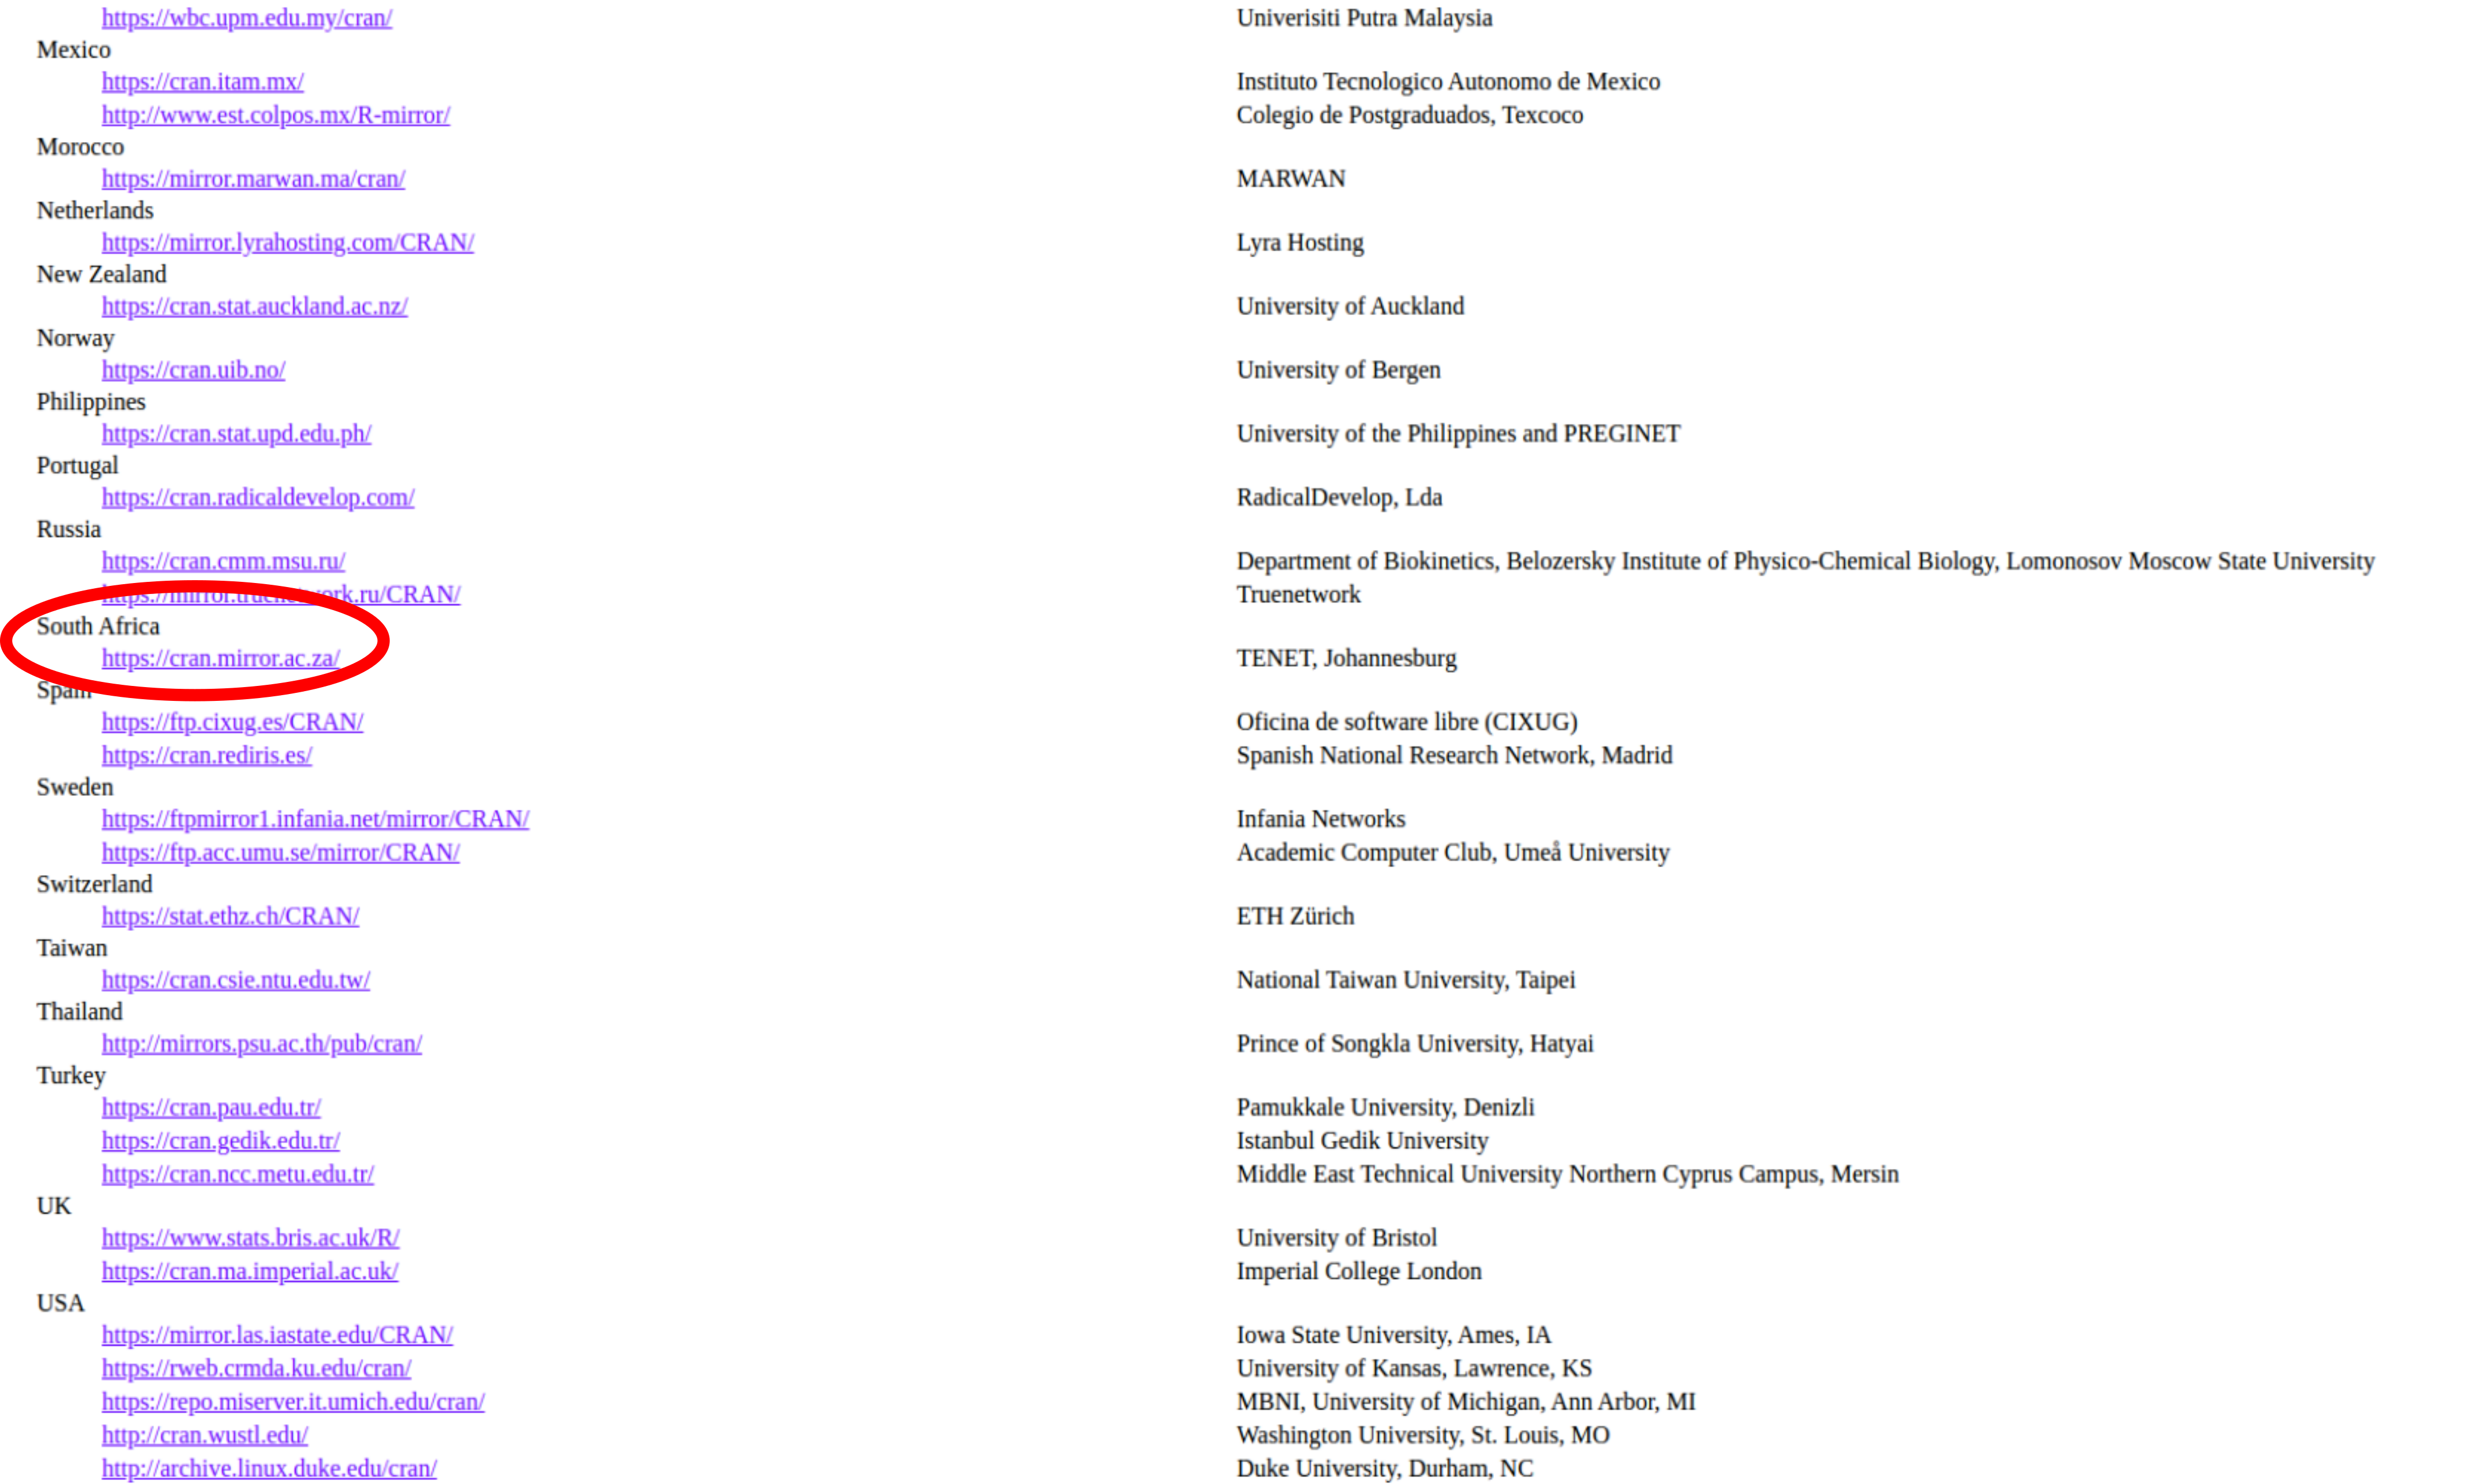 https://wbc.upm.edu.my/cran/ Univerisiti Putra Malaysia
Mexico
https://cran.itam.mx/ Instituto Tecnologico Autonomo de Mexico
http://www.est.colpos.mx/R-mirror/ Colegio de Postgraduados, Texcoco
Morocco
https://mirror.marwan.ma/cran/ MARWAN
Netherlands
https://mirror.lyrahosting.com/CRAN/ Lyra Hosting
New Zealand
https://cran.stat.auckland.ac.nz/ University of Auckland
Norway
https://cran.uib.no/ University of Bergen
Philippines
https://cran.stat.upd.edu.ph/ University of the Philippines and PREGINET
Portugal
https://cran.radicaldevelop.com/ RadicalDevelop, Lda
Russia
https://cran.cmm.msu.ru/ Department of Biokinetics, Belozersky Institute of Physico-Chemical Biology, Lomonosov Moscow State University
https://mirror.truenetwork.ru/CRAN/ Truenetwork
South Africa
https://cran.mirror.ac.za/ TENET, Johannesburg
Spain
https://ftp.cixug.es/CRAN/ Oficina de software libre (CIXUG)
https://cran.rediris.es/ Spanish National Research Network, Madrid
Sweden
https://ftpmirror1.infania.net/mirror/CRAN/ Infania Networks
https://ftp.acc.umu.se/mirror/CRAN/ Academic Computer Club, Umeå University
Switzerland
https://stat.ethz.ch/CRAN/ ETH Zürich
Taiwan
https://cran.csie.ntu.edu.tw/ National Taiwan University, Taipei
Thailand
http://mirrors.psu.ac.th/pub/cran/ Prince of Songkla University, Hatyai
Turkey
https://cran.pau.edu.tr/ Pamukkale University, Denizli
https://cran.gedik.edu.tr/ Istanbul Gedik University
https://cran.ncc.metu.edu.tr/ Middle East Technical University Northern Cyprus Campus, Mersin
UK
https://www.stats.bris.ac.uk/R/ University of Bristol
https://cran.ma.imperial.ac.uk/ Imperial College London
USA
https://mirror.las.iastate.edu/CRAN/ Iowa State University, Ames, IA
https://rweb.crmda.ku.edu/cran/ University of Kansas, Lawrence, KS
https://repo.miserver.it.umich.edu/cran/ MBNI, University of Michigan, Ann Arbor, MI
http://cran.wustl.edu/ Washington University, St. Louis, MO
http://archive.linux.duke.edu/cran/ Duke University, Durham, NC